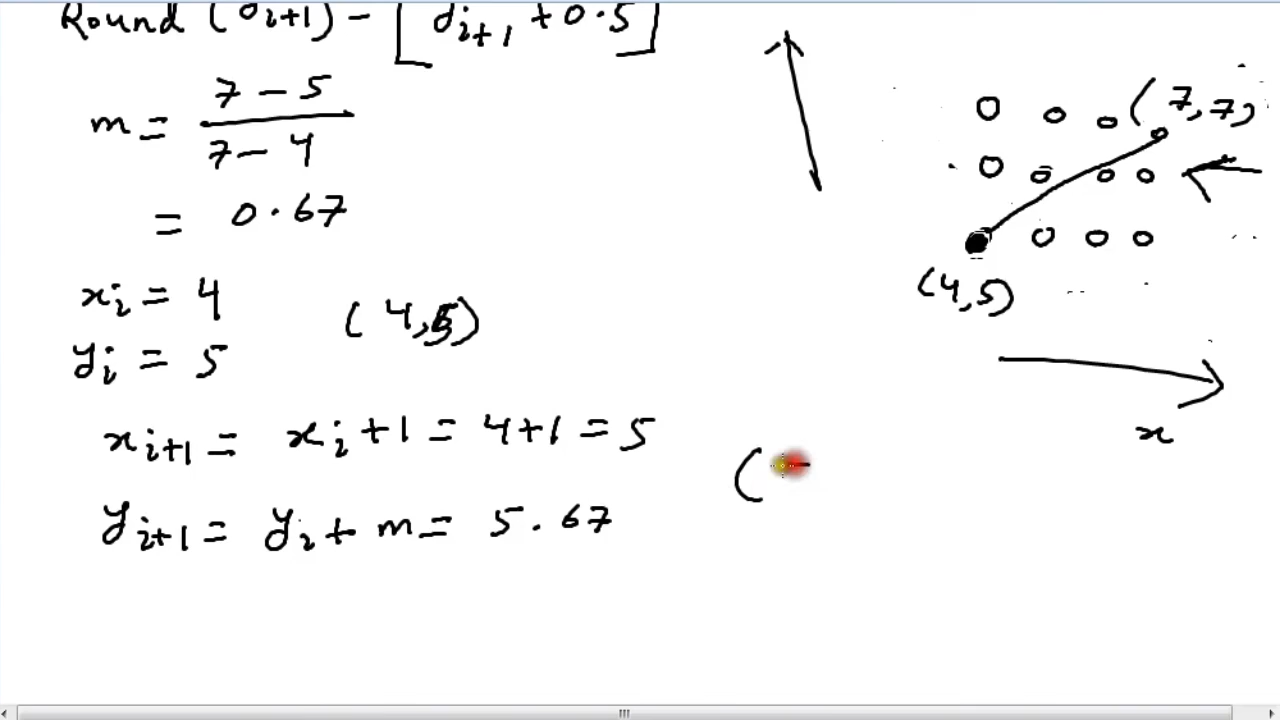 Round (yi+1) - ⌊yi+1 + 0.5⌋
m = 7 - 5 / 7 - 4
= 0.67
xi = 4
(4,5)
yi = 5
xi+1 = xi + 1 = 4 + 1 = 5
yi+1 = yi + m = 5.67
(
(7,7)
(4,5)
x